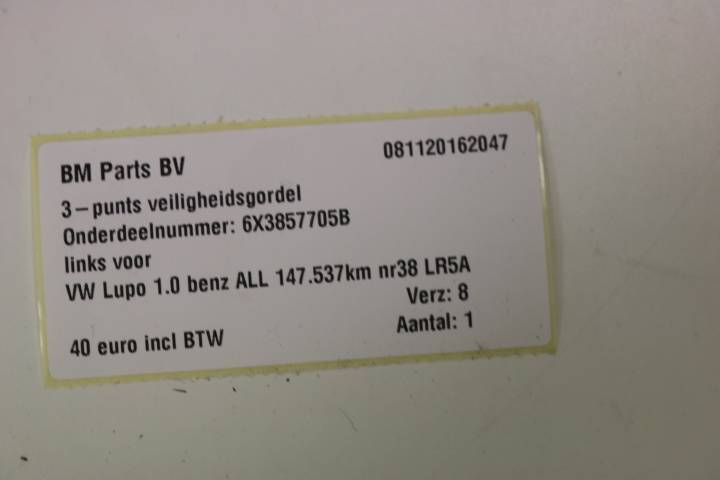 BM Parts BV 081120162047
3-punts veiligheidsgordel
Onderdeelnummer: 6X3857705B
links voor
VW Lupo 1.0 benz ALL 147.537km nr38 LR5A
Verz: 8
40 euro incl BTW Aantal: 1